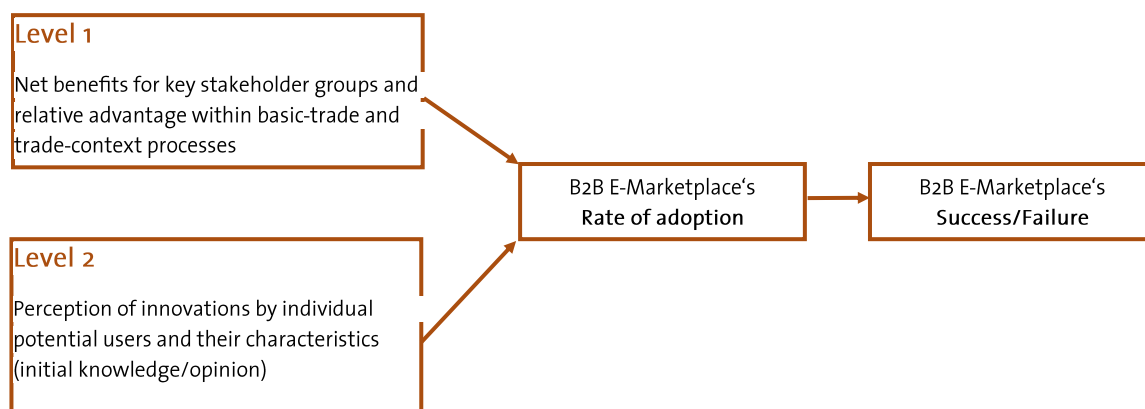 Level 1
Net benefits for key stakeholder groups and
relative advantage within basic-trade and
trade-context processes
B2B E-Marketplace‘s
Rate of adoption
B2B E-Marketplace‘s
Success/Failure
Level 2
Perception of innovations by individual
potential users and their characteristics
(initial knowledge/opinion)